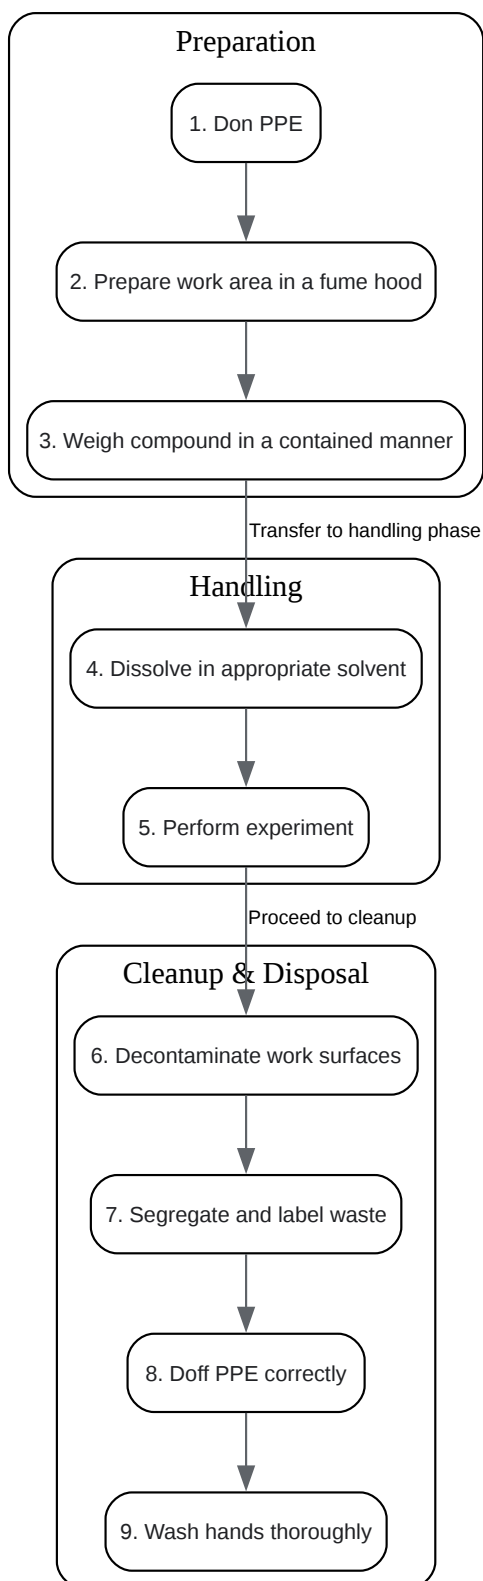 Preparation
1. Don PPE
2. Prepare work area in a fume hood
3. Weigh compound in a contained manner
Transfer to handling phase
Handling
4. Dissolve in appropriate solvent
5. Perform experiment
Proceed to cleanup
Cleanup & Disposal
6. Decontaminate work surfaces
7. Segregate and label waste
8. Doff PPE correctly
9. Wash hands thoroughly